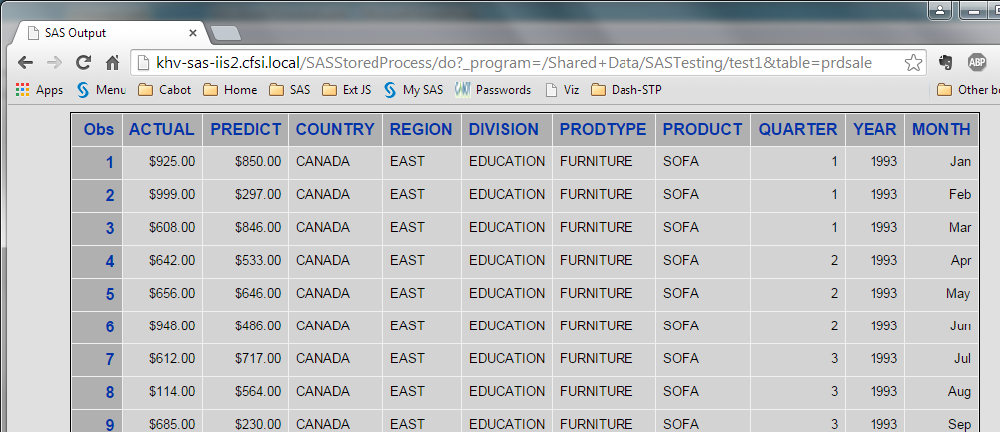 SAS Output
khv-sas-iis2.cfsi.local/SASStoredProcess/do?_program=/Shared+Data/SASTesting/test1&table=prdsale
ABP
Apps Menu Cabot Home SAS Ext JS My SAS Passwords Viz Dash-STP Other bo
Obs ACTUAL PREDICT COUNTRY REGION DIVISION PRODTYPE PRODUCT QUARTER YEAR MONTH
1 $925.00 $850.00 CANADA EAST EDUCATION FURNITURE SOFA 1 1993 Jan
2 $999.00 $297.00 CANADA EAST EDUCATION FURNITURE SOFA 1 1993 Feb
3 $608.00 $846.00 CANADA EAST EDUCATION FURNITURE SOFA 1 1993 Mar
4 $642.00 $533.00 CANADA EAST EDUCATION FURNITURE SOFA 2 1993 Apr
5 $656.00 $646.00 CANADA EAST EDUCATION FURNITURE SOFA 2 1993 May
6 $948.00 $486.00 CANADA EAST EDUCATION FURNITURE SOFA 2 1993 Jun
7 $612.00 $717.00 CANADA EAST EDUCATION FURNITURE SOFA 3 1993 Jul
8 $114.00 $564.00 CANADA EAST EDUCATION FURNITURE SOFA 3 1993 Aug
9 $685.00 $230.00 CANADA EAST EDUCATION FURNITURE SOFA 3 1993 Sep